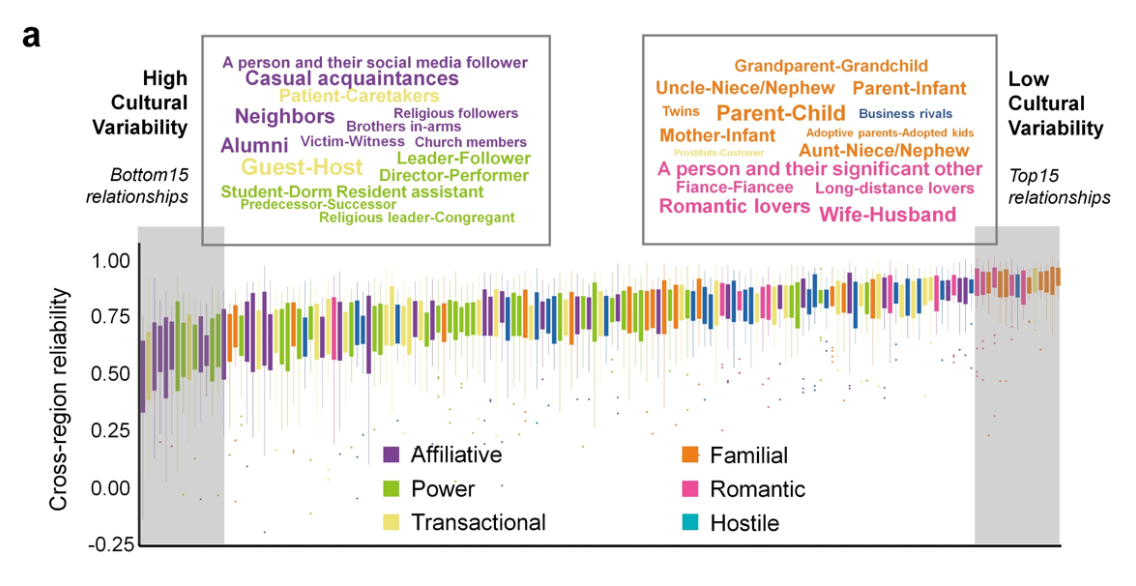 a
High
Cultural
Variability
Bottom15
relationships
A person and their social media follower
Casual acquaintances
Patient-Caretakers
Neighbors
Religious followers
Brothers in-arms
Alumni
Victim-Witness
Church members
Guest-Host
Leader-Follower
Director-Performer
Student-Dorm Resident assistant
Predecessor-Successor
Religious leader-Congregant
Grandparent-Grandchild
Uncle-Niece/Nephew
Parent-Infant
Twins
Parent-Child
Business rivals
Mother-Infant
Adoptive parents-Adopted kids
Prostitute-Customer
Aunt-Niece/Nephew
A person and their significant other
Fiance-Fiancee
Long-distance lovers
Romantic lovers
Wife-Husband
Low
Cultural
Variability
Top15
relationships
Cross-region reliability
1.00
0.75
0.50
0.25
0.00
-0.25
Affiliative
Power
Transactional
Familial
Romantic
Hostile